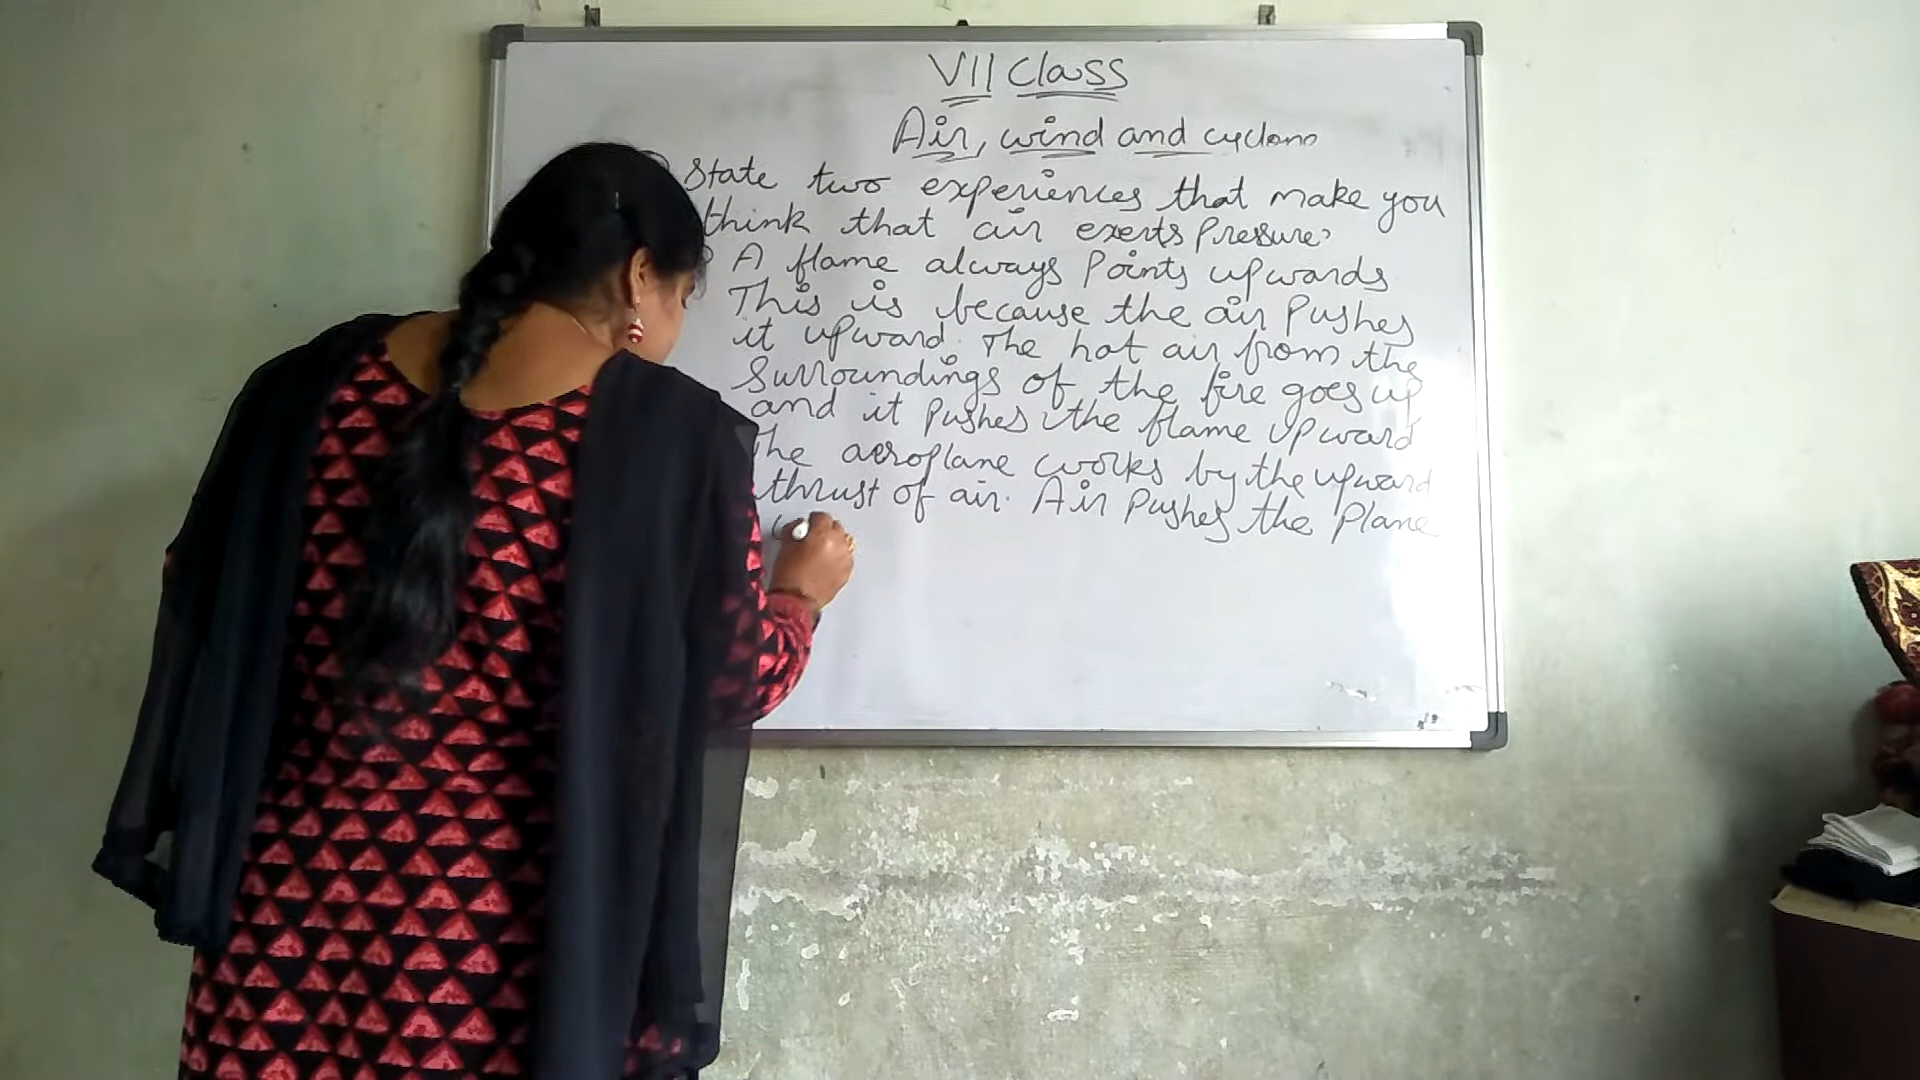 VII Class
Air, wind and cyclone
State two experiences that make you
think that air exerts Pressure?
A flame always Points upwards
This is because the air Pushes
it upward. The hot air from the
Surroundings of the fire goes up
and it pushes the flame upward
The aeroplane works by the upward
thrust of air. Air Pushes the Plane